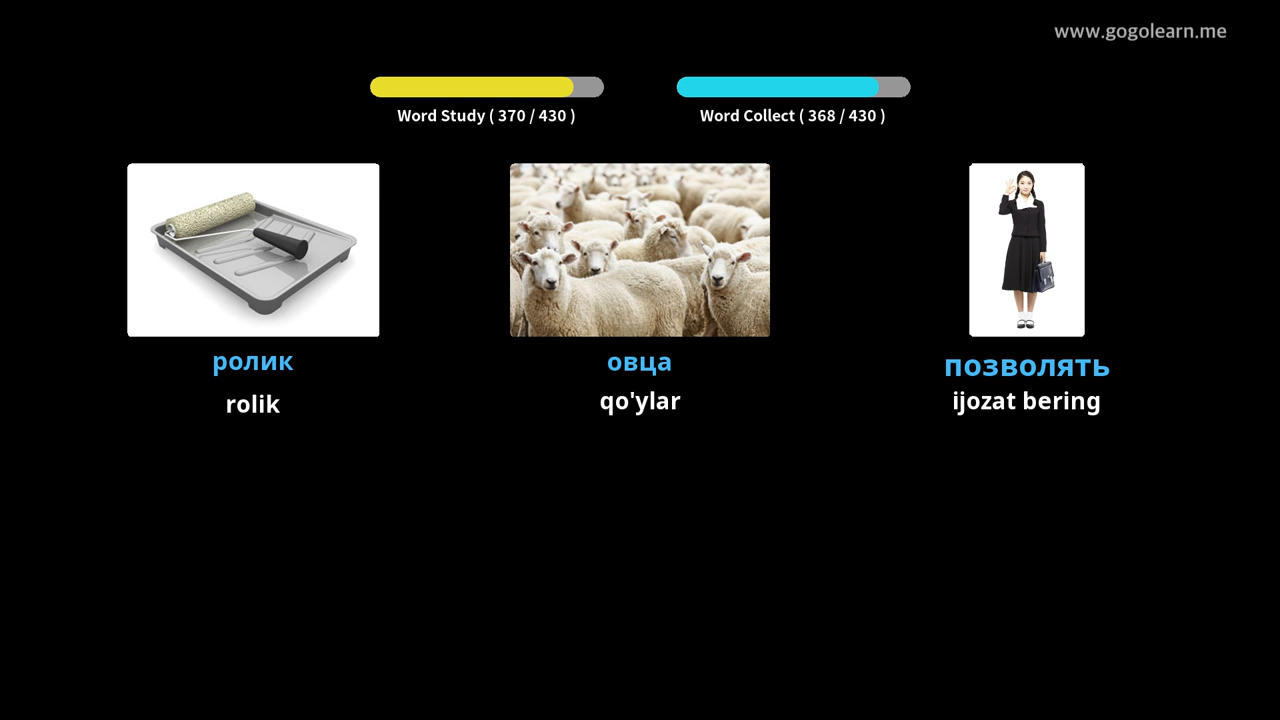 www.gogolearn.me
Word Study ( 370 / 430 )
Word Collect ( 368 / 430 )
ролик
овца
позволять
rolik
qo'ylar
ijozat bering